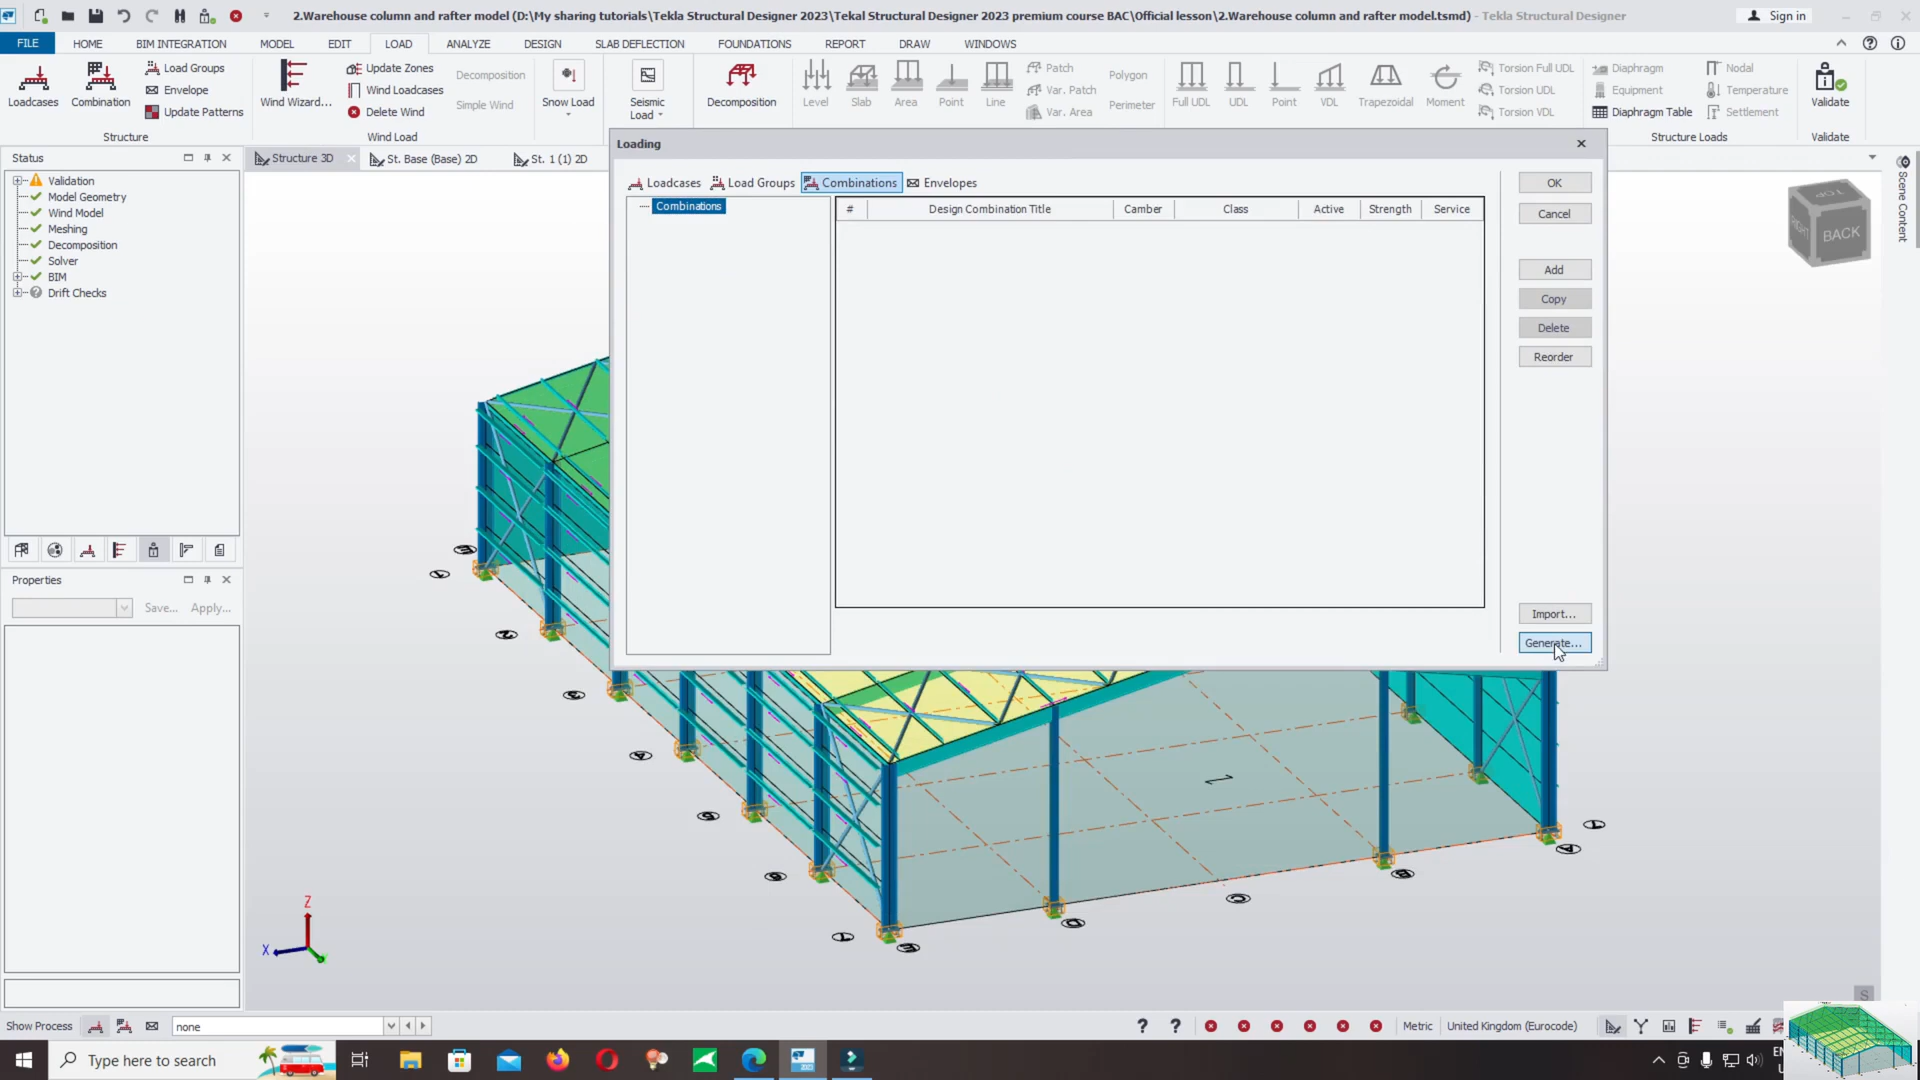 2.Warehouse column and rafter model (D:\My sharing tutorials\Tekla Structural Designer 2023\Tekal Structural Designer 2023 premium course BAC\Official lesson\2.Warehouse column and rafter model.tsmd) - Tekla Structural Designer
Sign in
FILE HOME BIM INTEGRATION MODEL EDIT LOAD ANALYZE DESIGN SLAB DEFLECTION FOUNDATIONS REPORT DRAW WINDOWS
Loadcases
Combination
Load Groups
Envelope
Update Patterns
Structure
Wind Wizard...
Update Zones
Wind Loadcases
Delete Wind
Decomposition
Simple Wind
Wind Load
Snow Load
Seismic
Load
Decomposition
Level
Slab
Area
Point
Line
Patch
Var. Patch
Var. Area
Polygon
Perimeter
Full UDL
UDL
Point
VDL
Trapezoidal
Moment
Torsion Full UDL
Torsion UDL
Torsion VDL
Diaphragm
Equipment
Diaphragm Table
Nodal
Temperature
Settlement
Structure Loads
Validate
Validate
Status
Validation
Model Geometry
Wind Model
Meshing
Decomposition
Solver
BIM
Drift Checks
Structure 3D
St. Base (Base) 2D
St. 1 (1) 2D
Loading
Loadcases Load Groups Combinations Envelopes
Combinations
# Design Combination Title Camber Class Active Strength Service
OK
Cancel
Add
Copy
Delete
Reorder
Import...
Generate...
Scene Content
TOP
RIGHT
BACK
Properties
Save... Apply...
Z
X
Show Process
none
Metric
United Kingdom (Eurocode)
Type here to search